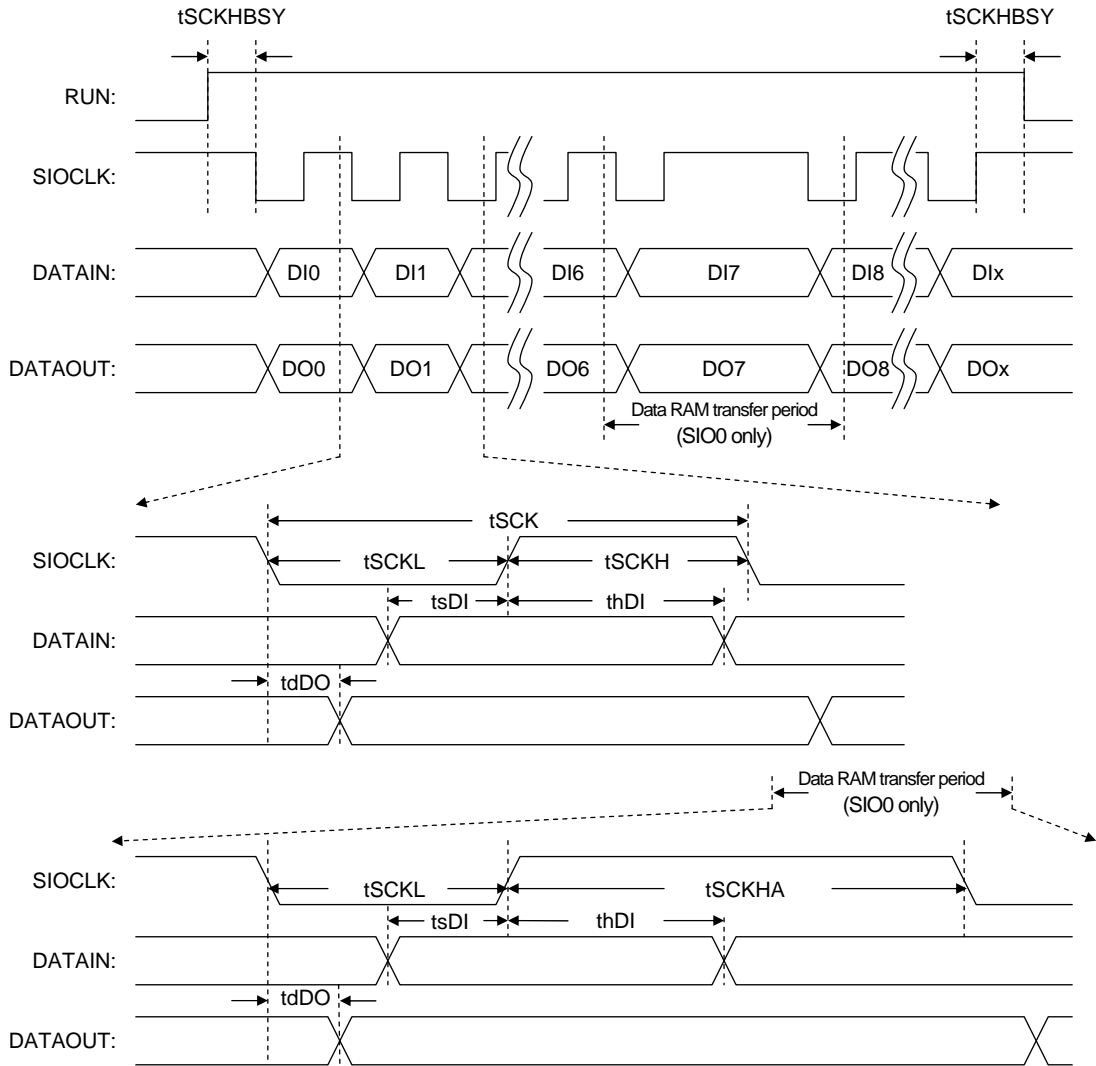 tSCKHBSY tSCKHBSY
RUN:
SIOCLK:
DATAIN: DI0 DI1 DI6 DI7 DI8 DIx
DATAOUT: DO0 DO1 DO6 DO7 DO8 DOx
Data RAM transfer period
(SIO0 only)
tSCK
SIOCLK: tSCKL tSCKH
tsDI thDI
DATAIN:
tdDO
DATAOUT:
Data RAM transfer period
(SIO0 only)
SIOCLK: tSCKL tSCKHA
tsDI thDI
DATAIN:
tdDO
DATAOUT: